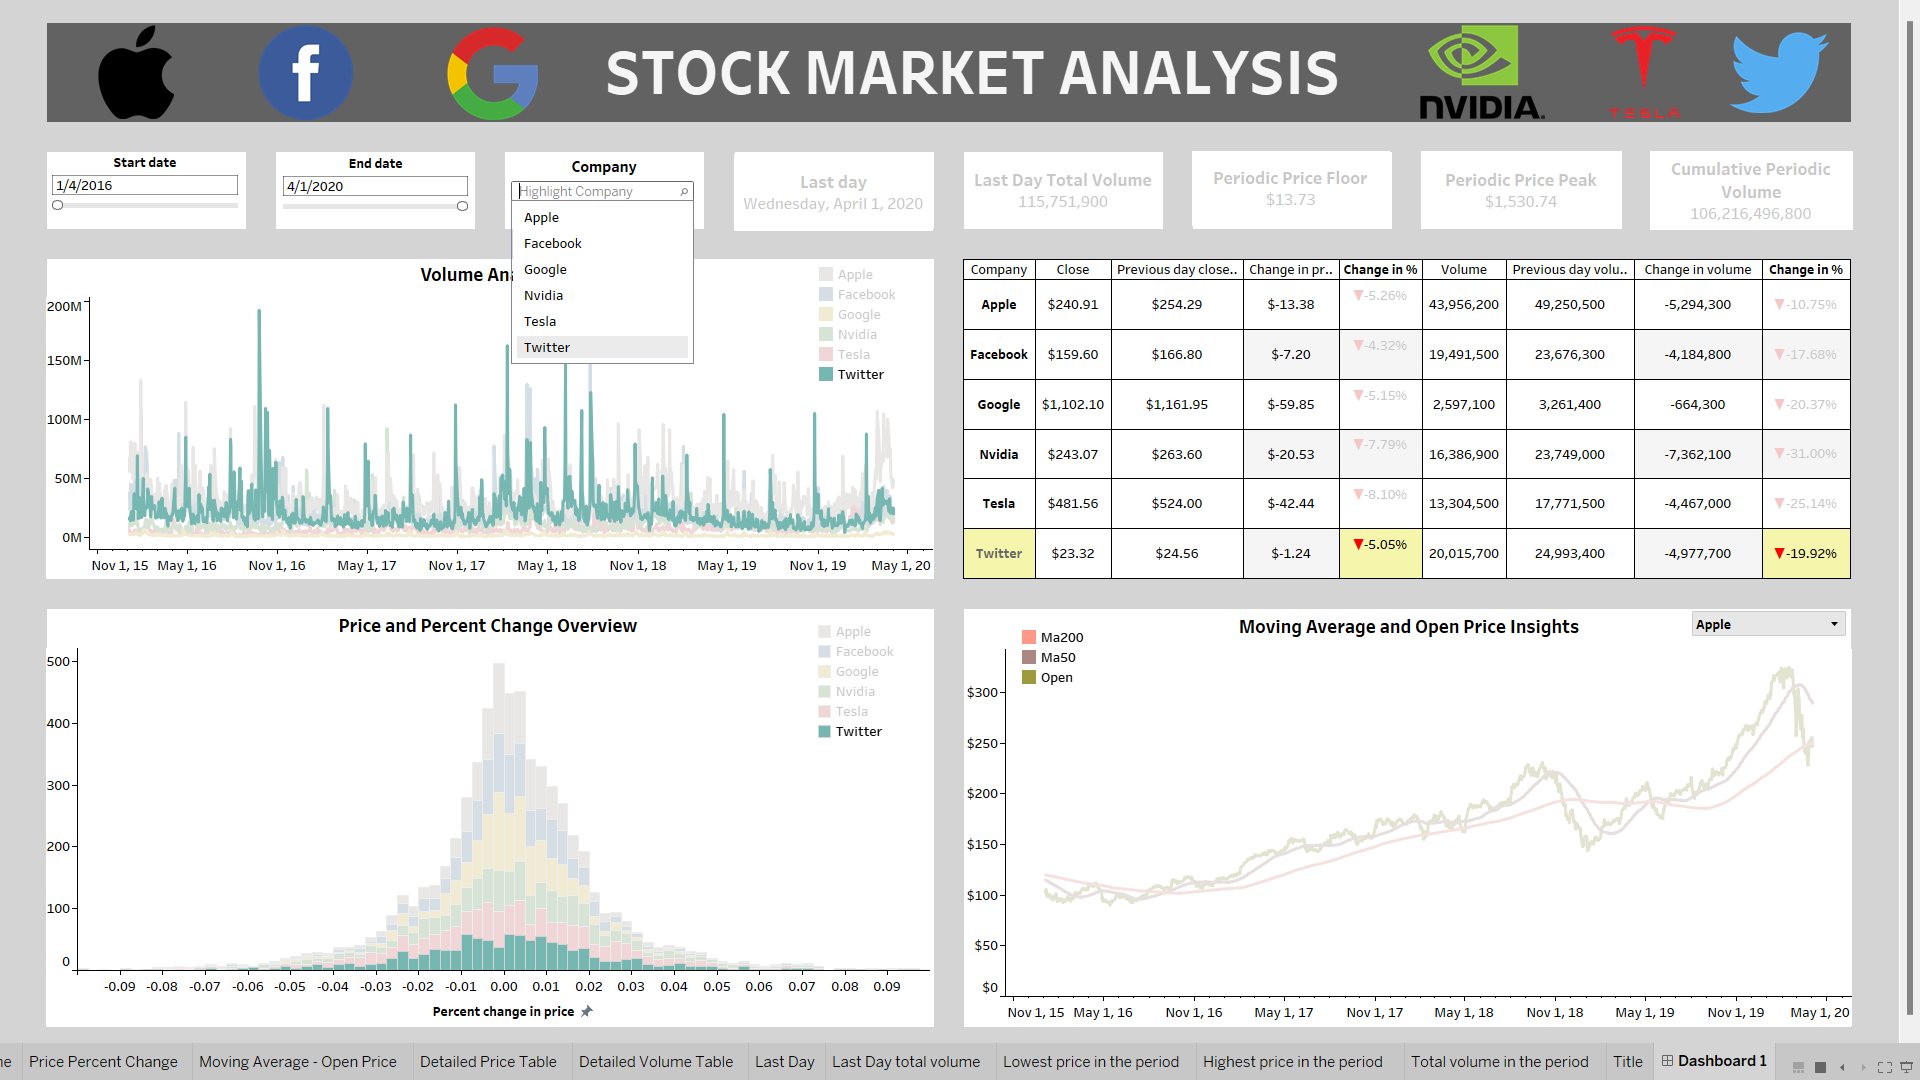 STOCK MARKET ANALYSIS
NVIDIA.
TESLA
Start date
1/4/2016
End date
4/1/2020
Company
Highlight Company
Apple
Facebook
Google
Nvidia
Tesla
Twitter
Last day
Wednesday, April 1, 2020
Last Day Total Volume
115,751,900
Periodic Price Floor
$13.73
Periodic Price Peak
$1,530.74
Cumulative Periodic
Volume
106,216,496,800
Volume Ana
Apple
Facebook
Google
Nvidia
Tesla
Twitter
200M
150M
100M
50M
0M
Nov 1, 15 May 1, 16 Nov 1, 16 May 1, 17 Nov 1, 17 May 1, 18 Nov 1, 18 May 1, 19 Nov 1, 19 May 1, 20
Company Close Previous day close.. Change in pr.. Change in % Volume Previous day volu.. Change in volume Change in %
Apple $240.91 $254.29 $-13.38 ▼-5.26% 43,956,200 49,250,500 -5,294,300 ▼-10.75%
Facebook $159.60 $166.80 $-7.20 ▼-4.32% 19,491,500 23,676,300 -4,184,800 ▼-17.68%
Google $1,102.10 $1,161.95 $-59.85 ▼-5.15% 2,597,100 3,261,400 -664,300 ▼-20.37%
Nvidia $243.07 $263.60 $-20.53 ▼-7.79% 16,386,900 23,749,000 -7,362,100 ▼-31.00%
Tesla $481.56 $524.00 $-42.44 ▼-8.10% 13,304,500 17,771,500 -4,467,000 ▼-25.14%
Twitter $23.32 $24.56 $-1.24 ▼-5.05% 20,015,700 24,993,400 -4,977,700 ▼-19.92%
Price and Percent Change Overview
Apple
Facebook
Google
Nvidia
Tesla
Twitter
500
400
300
200
100
0
-0.09 -0.08 -0.07 -0.06 -0.05 -0.04 -0.03 -0.02 -0.01 0.00 0.01 0.02 0.03 0.04 0.05 0.06 0.07 0.08 0.09
Percent change in price
Moving Average and Open Price Insights
Apple
Ma200
Ma50
Open
$300
$250
$200
$150
$100
$50
$0
Nov 1, 15 May 1, 16 Nov 1, 16 May 1, 17 Nov 1, 17 May 1, 18 Nov 1, 18 May 1, 19 Nov 1, 19 May 1, 20
ne Price Percent Change Moving Average - Open Price Detailed Price Table Detailed Volume Table Last Day Last Day total volume Lowest price in the period Highest price in the period Total volume in the period Title Dashboard 1